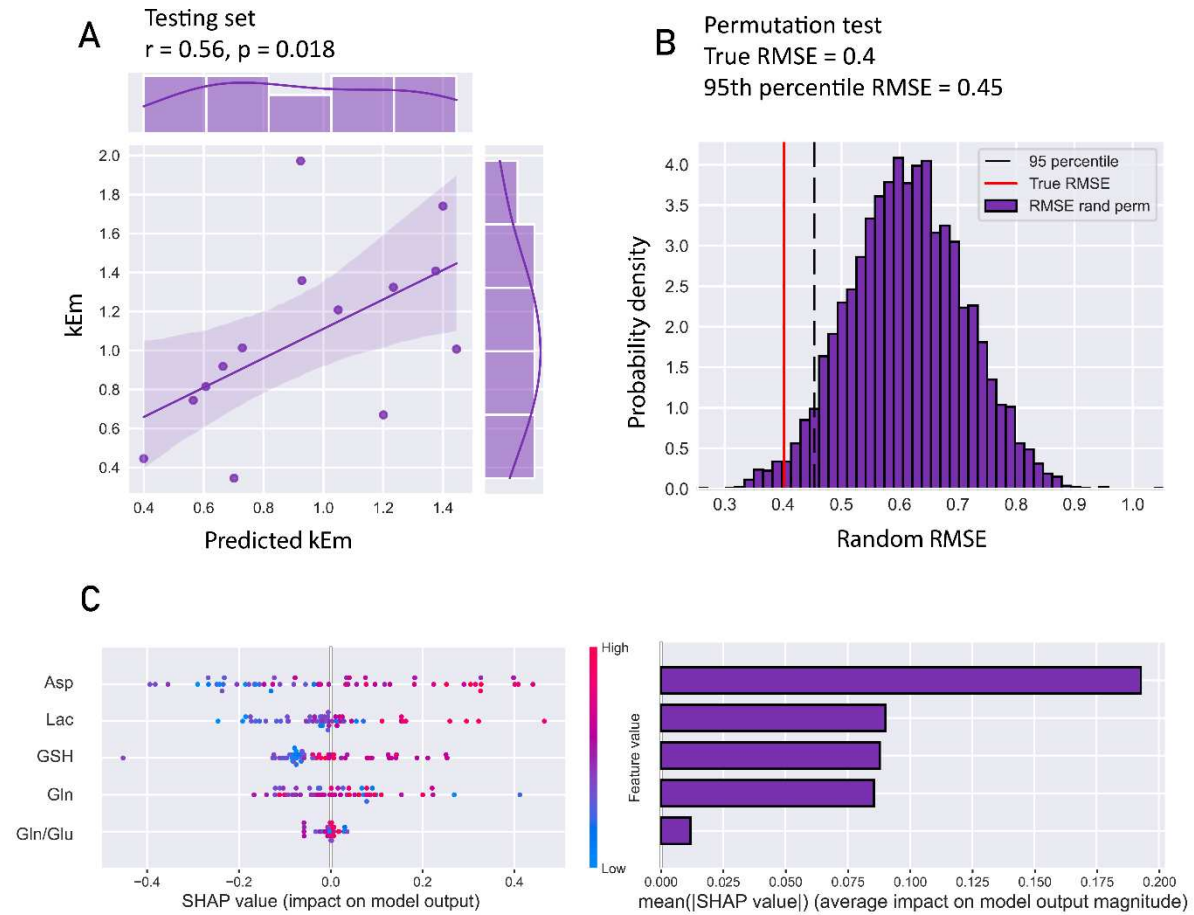 A
Testing set
r = 0.56, p = 0.018
2.0
1.8
1.6
1.4
1.2
1.0
0.8
0.6
0.4
kEm
0.4 0.6 0.8 1.0 1.2 1.4
Predicted kEm
B
Permutation test
True RMSE = 0.4
95th percentile RMSE = 0.45
95 percentile
True RMSE
RMSE rand perm
4.0
3.5
3.0
2.5
2.0
1.5
1.0
0.5
0.0
Probability density
0.3 0.4 0.5 0.6 0.7 0.8 0.9 1.0
Random RMSE
C
Asp
Lac
GSH
Gln
Gln/Glu
−0.4 −0.2 0.0 0.2 0.4
SHAP value (impact on model output)
High
Low
Feature value
0.000 0.025 0.050 0.075 0.100 0.125 0.150 0.175 0.200
mean(|SHAP value|) (average impact on model output magnitude)